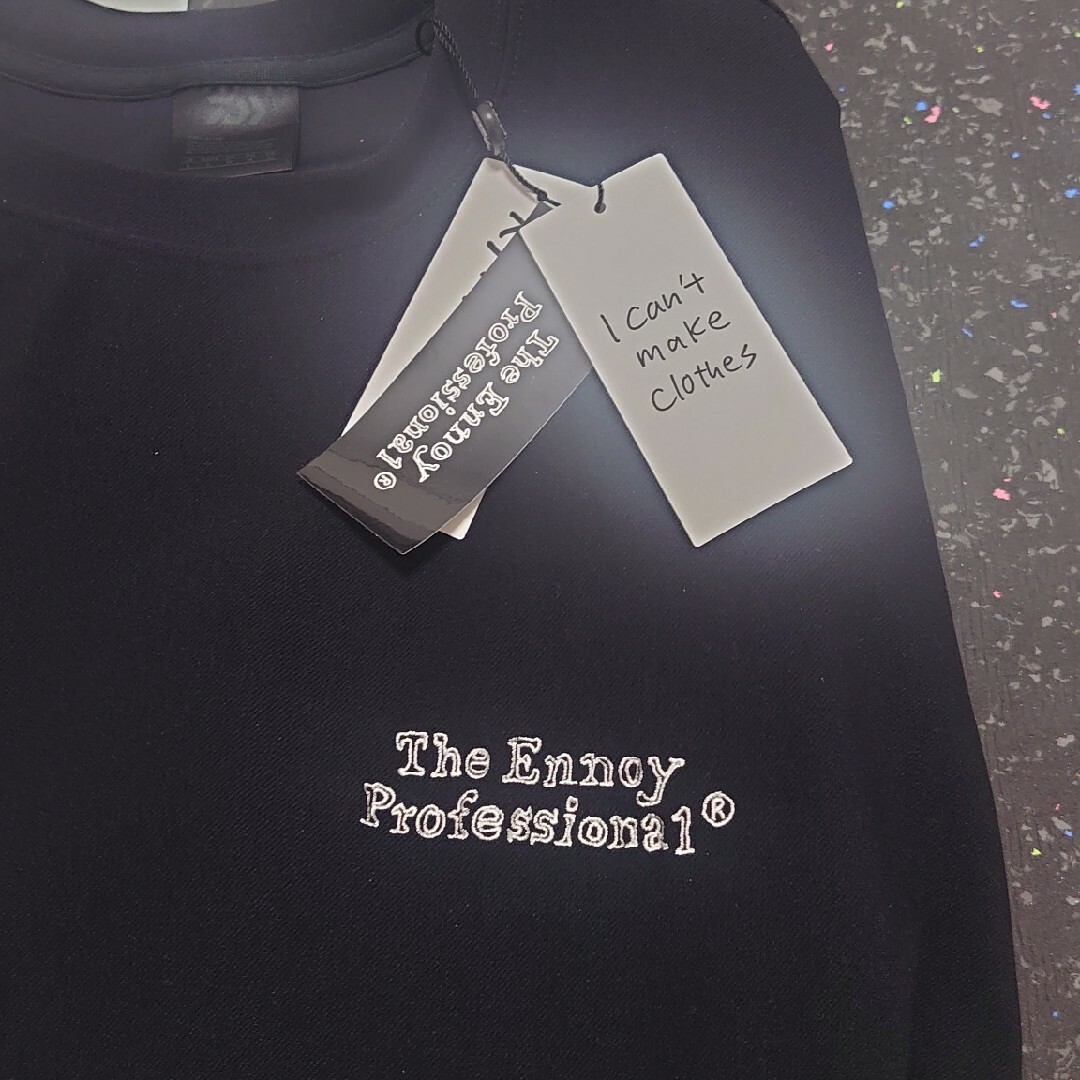 I can't
make
clothes
The Ennoy
Professional®
The Ennoy
Professional®